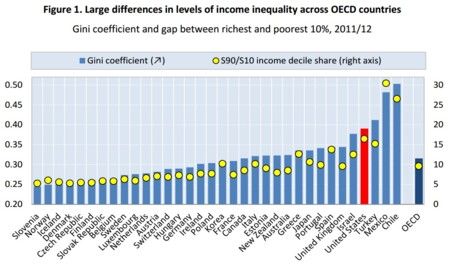 Figure 1. Large differences in levels of income inequality across OECD countries
Gini coefficient and gap between richest and poorest 10%, 2011/12
Gini coefficient (↗)
S90/S10 income decile share (right axis)
0.50
0.45
0.40
0.35
0.30
0.25
0.20
30
25
20
15
10
5
0
Slovenia
Norway
Iceland
Denmark
Czech Republic
Finland
Slovak Republic
Belgium
Sweden
Luxembourg
Netherlands
Austria
Switzerland
Hungary
Germany
Ireland
Poland
Korea
France
Canada
Italy
Estonia
New Zealand
Australia
Greece
Japan
Portugal
Spain
United Kingdom
Israel
United States
Turkey
Mexico
Chile
OECD